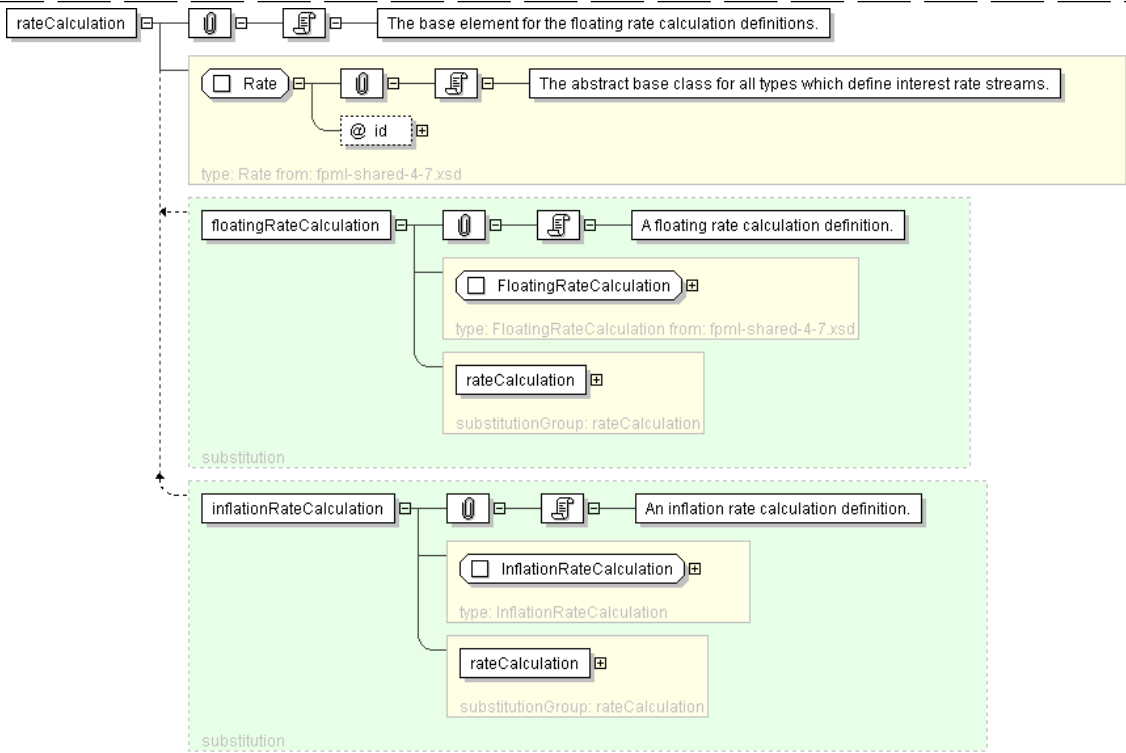 rateCalculation
The base element for the floating rate calculation definitions.
Rate
The abstract base class for all types which define interest rate streams.
@ id
type: Rate from: fpml-shared-4-7.xsd
floatingRateCalculation
A floating rate calculation definition.
FloatingRateCalculation
type: FloatingRateCalculation from: fpml-shared-4-7.xsd
rateCalculation
substitutionGroup: rateCalculation
substitution
inflationRateCalculation
An inflation rate calculation definition.
InflationRateCalculation
type: InflationRateCalculation
rateCalculation
substitutionGroup: rateCalculation
substitution